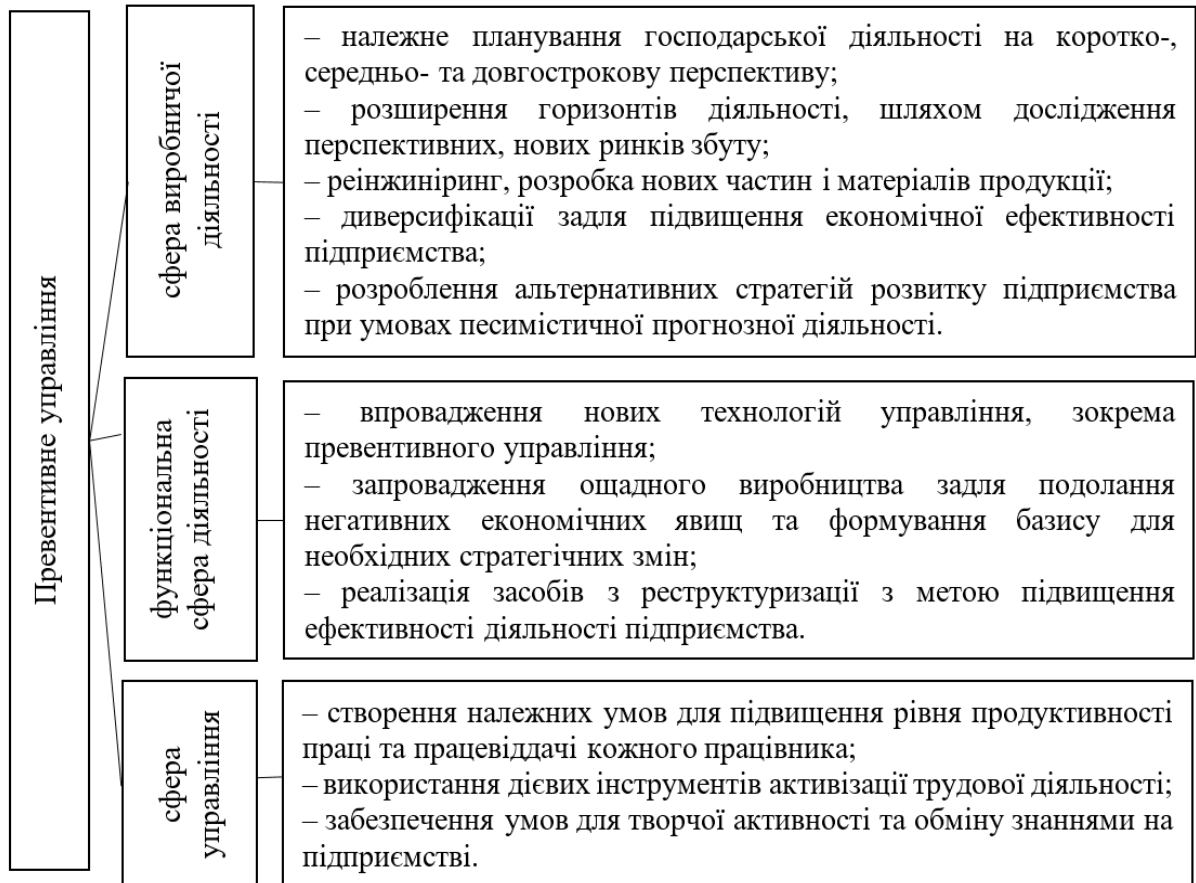 Превентивне управління
сфера виробничої
діяльності
– належне планування господарської діяльності на коротко-,
середньо- та довгострокову перспективу;
– розширення горизонтів діяльності, шляхом дослідження
перспективних, нових ринків збуту;
– реінжиніринг, розробка нових частин і матеріалів продукції;
– диверсифікації задля підвищення економічної ефективності
підприємства;
– розроблення альтернативних стратегій розвитку підприємства
при умовах песимістичної прогнозної діяльності.
функціональна
сфера діяльності
– впровадження нових технологій управління, зокрема
превентивного управління;
– запровадження ощадного виробництва задля подолання
негативних економічних явищ та формування базису для
необхідних стратегічних змін;
– реалізація засобів з реструктуризації з метою підвищення
ефективності діяльності підприємства.
сфера
управління
– створення належних умов для підвищення рівня продуктивності
праці та працевіддачі кожного працівника;
– використання дієвих інструментів активізації трудової діяльності;
– забезпечення умов для творчої активності та обміну знаннями на
підприємстві.